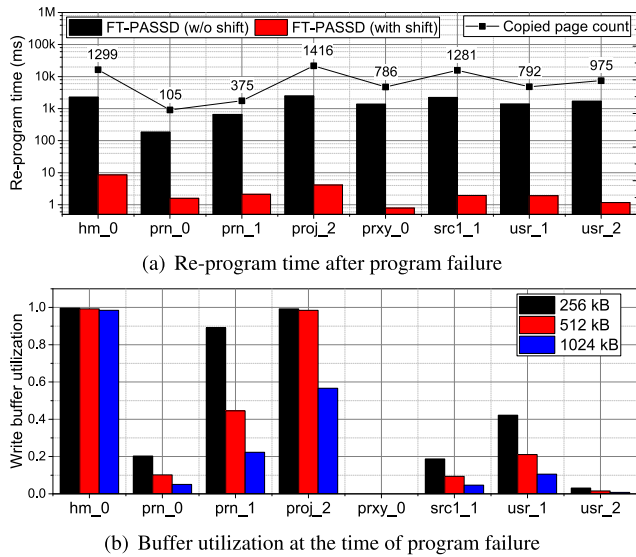 FT-PASSD (w/o shift) FT-PASSD (with shift) Copied page count
Re-program time (ms)
1M
100k
10k
1k
100
10
1
1299
105
375
1416
786
1281
792
975
hm_0 prn_0 prn_1 proj_2 prxy_0 src1_1 usr_1 usr_2
(a) Re-program time after program failure
Write buffer utilization
1.0
0.8
0.6
0.4
0.2
0.0
256 kB
512 kB
1024 kB
hm_0 prn_0 prn_1 proj_2 prxy_0 src1_1 usr_1 usr_2
(b) Buffer utilization at the time of program failure